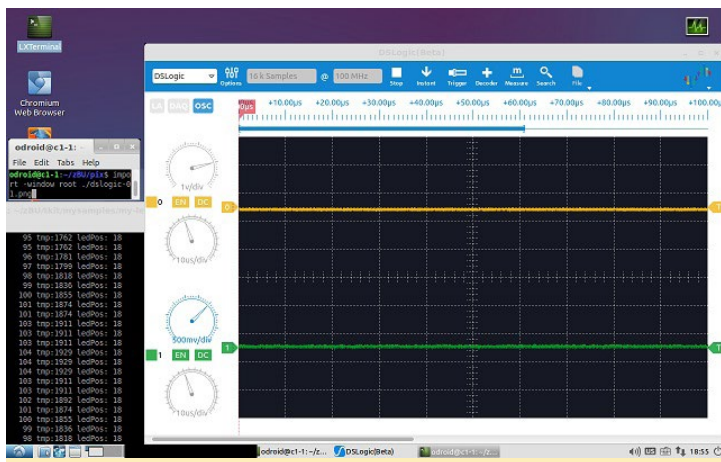 LXTerminal
Chromium
Web Browser
DSLogic(Beta)
DSLogic
Options
16 k Samples
@
100 MHz
Stop
Instant
Trigger
Decoder
Measure
Search
File
LA DAQ OSC
+10.00µs +20.00µs +30.00µs +40.00µs +50.00µs +60.00µs +70.00µs +80.00µs +90.00µs +100.00
odroid@c1-1: ~
File Edit Tabs Help
odroid@c1-1:~/zBU/pix$ impo
rt -window root ./dslogic-0
1.png
1v/div
0 EN DC
0
T
10us/div
500mv/div
1 EN DC
1
T
10us/div
95 tmp:1762 ledPos: 18
95 tmp:1762 ledPos: 18
96 tmp:1781 ledPos: 18
97 tmp:1799 ledPos: 18
98 tmp:1818 ledPos: 18
99 tmp:1836 ledPos: 18
100 tmp:1855 ledPos: 18
101 tmp:1874 ledPos: 18
101 tmp:1874 ledPos: 18
103 tmp:1911 ledPos: 18
103 tmp:1911 ledPos: 18
103 tmp:1911 ledPos: 18
104 tmp:1929 ledPos: 18
104 tmp:1929 ledPos: 18
104 tmp:1929 ledPos: 18
103 tmp:1911 ledPos: 18
103 tmp:1911 ledPos: 18
102 tmp:1892 ledPos: 18
101 tmp:1874 ledPos: 18
100 tmp:1855 ledPos: 18
99 tmp:1836 ledPos: 18
98 tmp:1818 ledPos: 18
odroid@c1-1: ~/z...
DSLogic(Beta)
odroid@c1-1: ~/z...
US
18:55